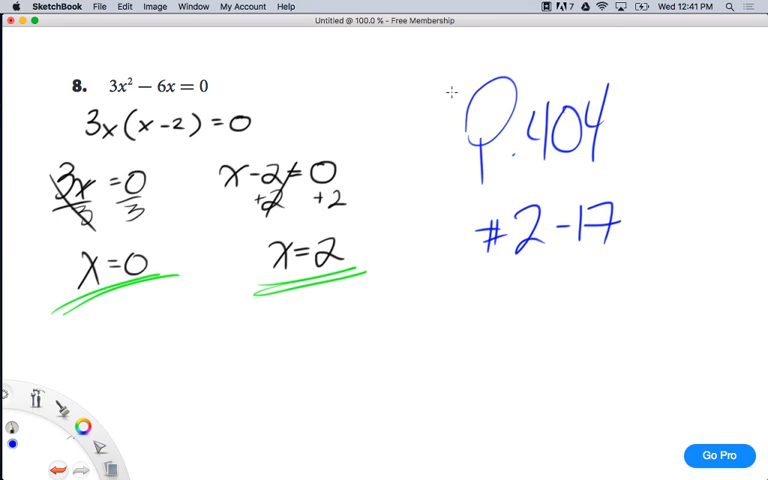 SketchBook File Edit Image Window My Account Help 7 Wed 12:41 PM
Untitled @ 100.0 % - Free Membership
8. 3x² − 6x = 0
3x(x-2)=0
3x/3 =0/3
x-2=0
+2 +2
x=0
x=2
P.404
#2-17
Go Pro